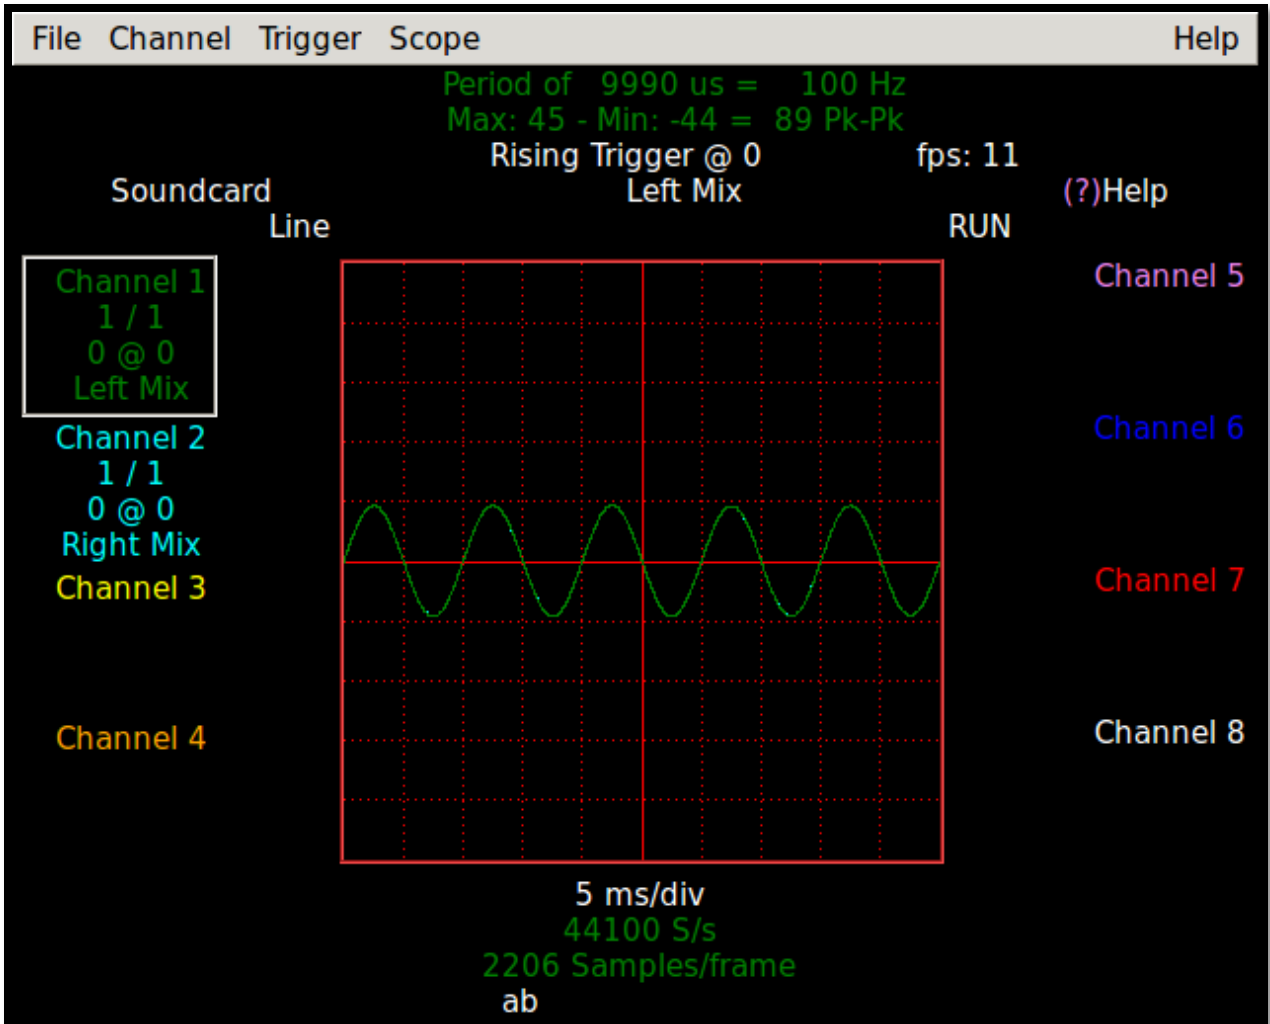 File Channel Trigger Scope Help
Period of 9990 us = 100 Hz
Max: 45 - Min: -44 = 89 Pk-Pk
Rising Trigger @ 0 fps: 11
Soundcard Left Mix (?)Help
Line RUN
Channel 1
1 / 1
0 @ 0
Left Mix
Channel 2
1 / 1
0 @ 0
Right Mix
Channel 3
Channel 4
Channel 5
Channel 6
Channel 7
Channel 8
5 ms/div
44100 S/s
2206 Samples/frame
ab